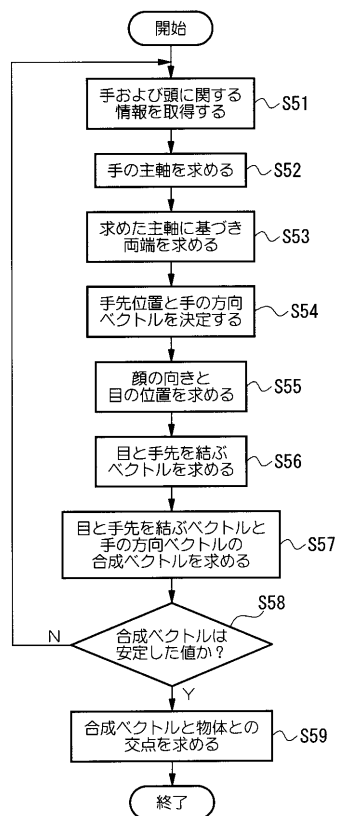 開始
手および頭に関する
情報を取得する
S51
手の主軸を求める
S52
求めた主軸に基づき
両端を求める
S53
手先位置と手の方向
ベクトルを決定する
S54
顔の向きと
目の位置を求める
S55
目と手先を結ぶ
ベクトルを求める
S56
目と手先を結ぶベクトルと
手の方向ベクトルの
合成ベクトルを求める
S57
S58
N
合成ベクトルは
安定した値か?
Y
合成ベクトルと物体との
交点を求める
S59
終了